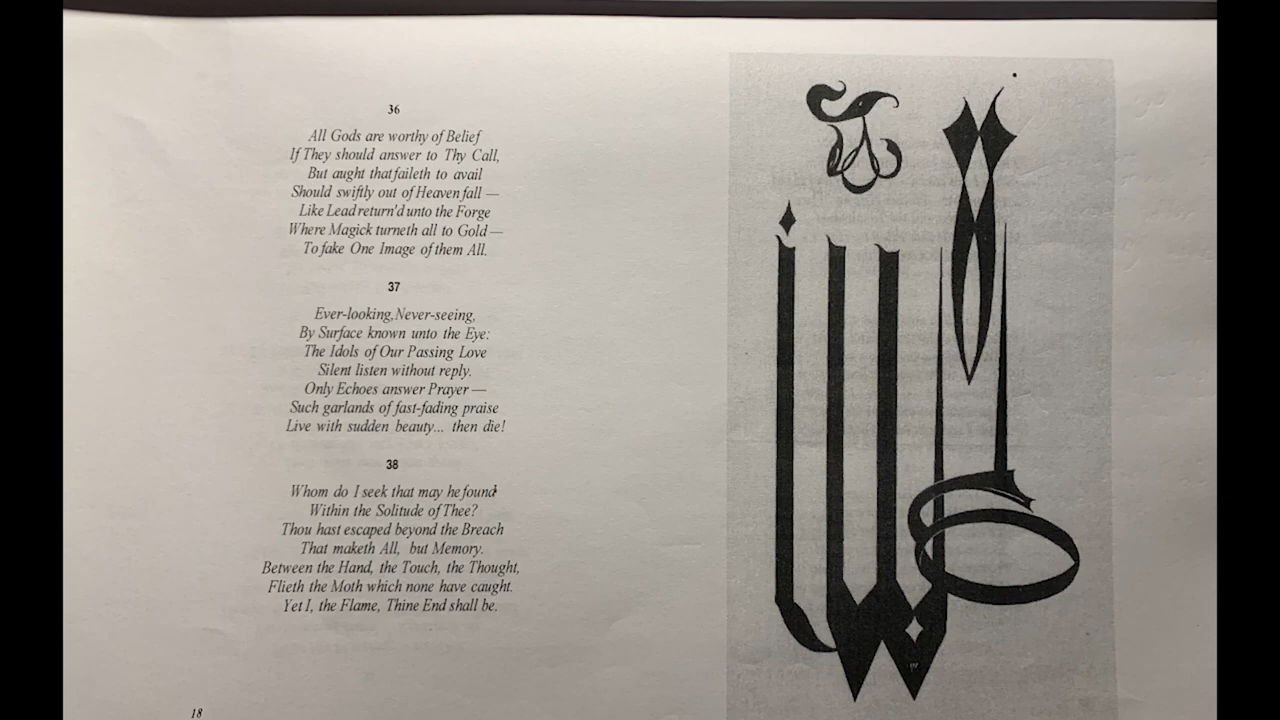 36
All Gods are worthy of Belief
If They should answer to Thy Call,
But aught that faileth to avail
Should swiftly out of Heaven fall —
Like Lead return'd unto the Forge
Where Magick turneth all to Gold —
To fake One Image of them All.
37
Ever-looking, Never-seeing,
By Surface known unto the Eye:
The Idols of Our Passing Love
Silent listen without reply.
Only Echoes answer Prayer —
Such garlands of fast-fading praise
Live with sudden beauty... then die!
38
Whom do I seek that may he found
Within the Solitude of Thee?
Thou hast escaped beyond the Breach
That maketh All, but Memory.
Between the Hand, the Touch, the Thought,
Flieth the Moth which none have caught.
Yet I, the Flame, Thine End shall be.
18